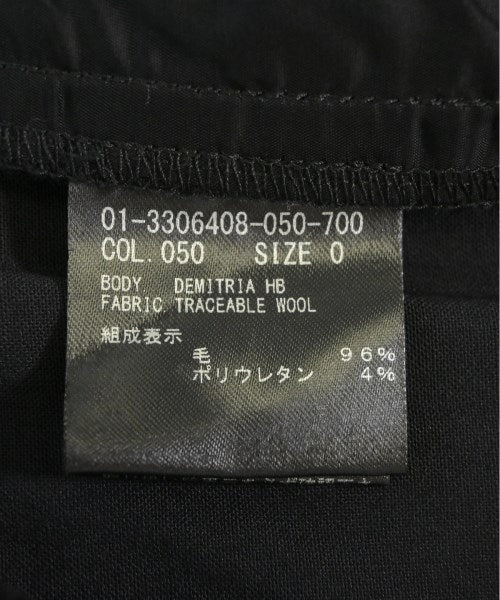 01-3306408-050-700
COL.050 SIZE 0
BODY DEMITRIA HB
FABRIC TRACEABLE WOOL
組成表示
毛 96%
ポリウレタン 4%